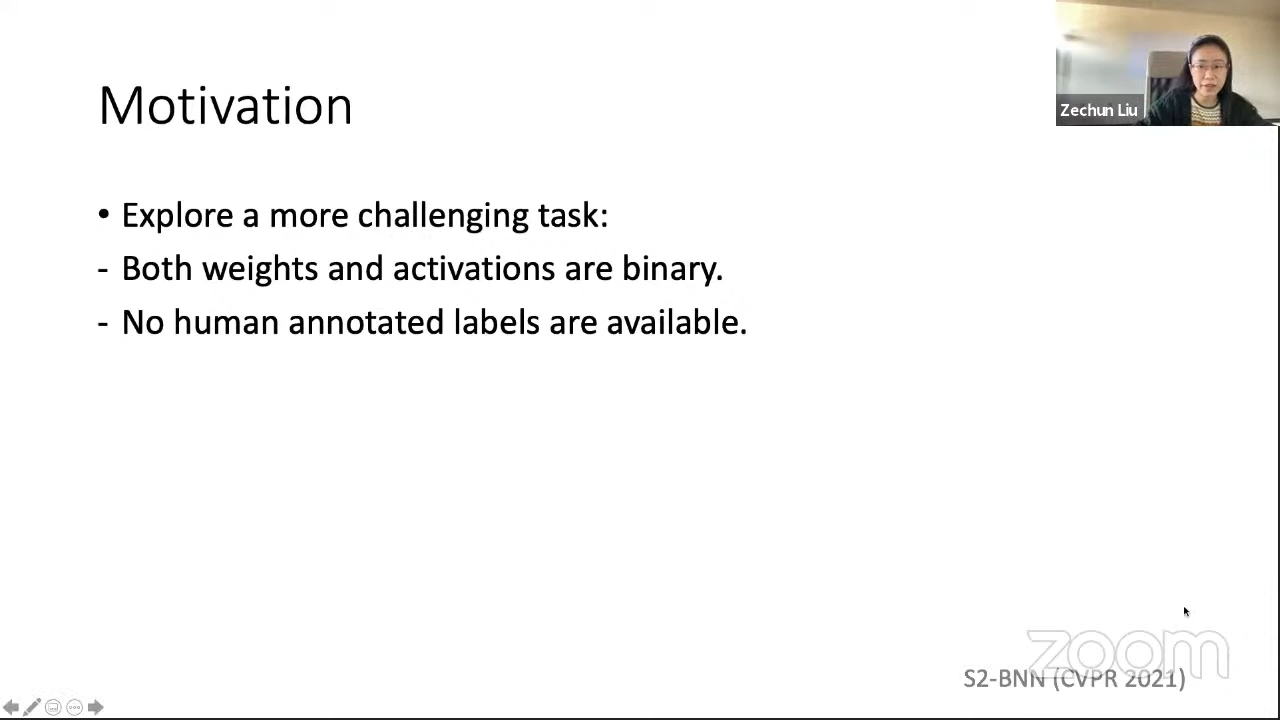 Zechun Liu
Motivation
• Explore a more challenging task:
- Both weights and activations are binary.
- No human annotated labels are available.
zoom
S2-BNN (CVPR 2021)